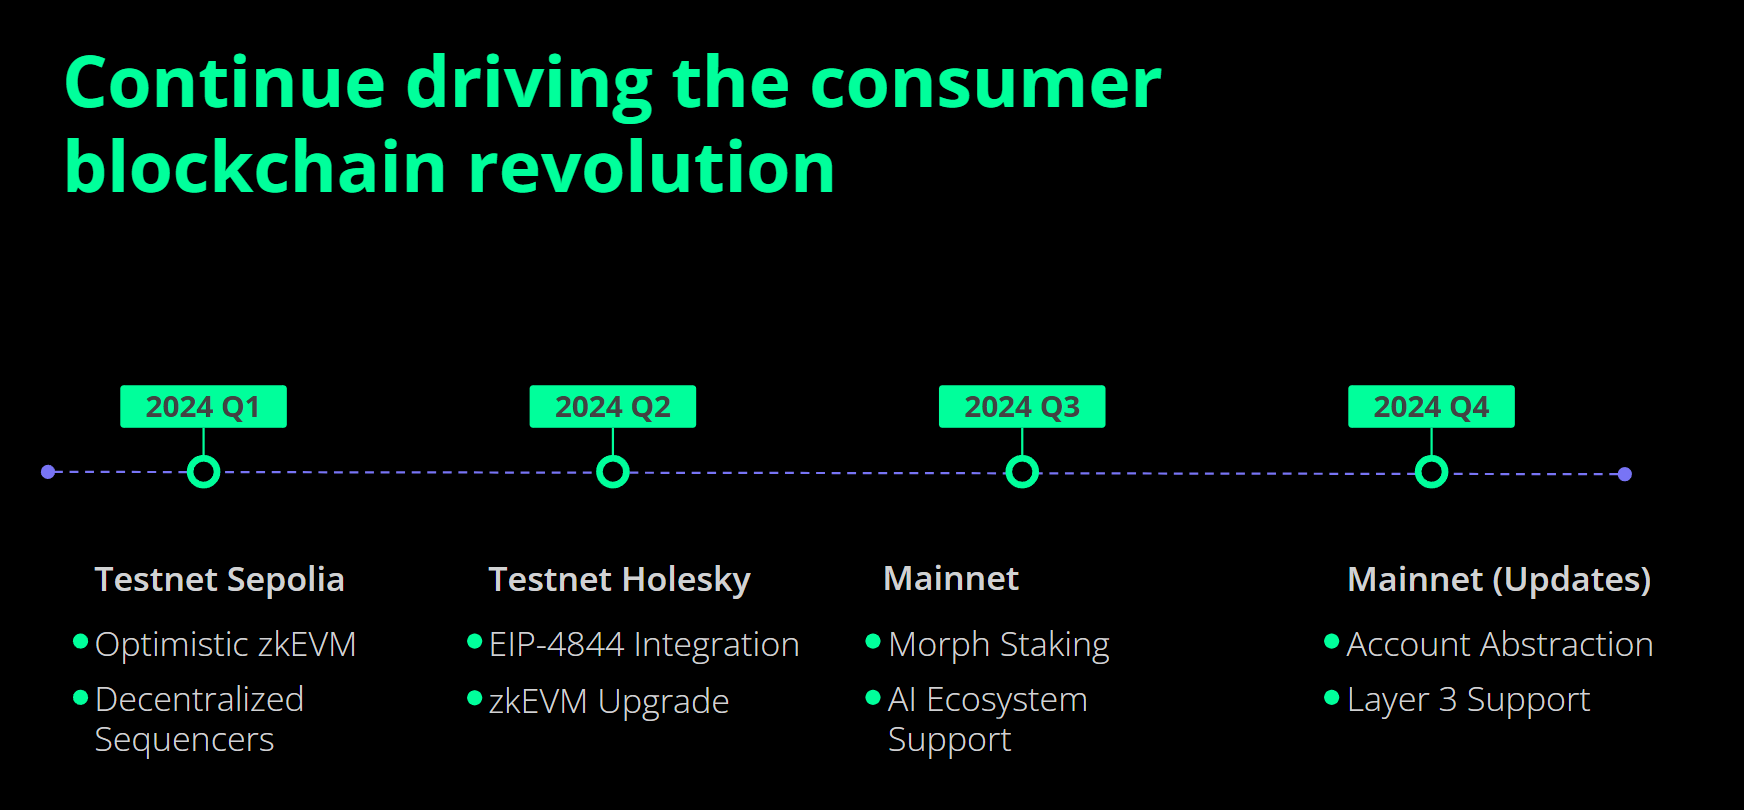 Continue driving the consumer
blockchain revolution
2024 Q1
2024 Q2
2024 Q3
2024 Q4
Testnet Sepolia
Optimistic zkEVM
Decentralized
Sequencers
Testnet Holesky
EIP-4844 Integration
zkEVM Upgrade
Mainnet
Morph Staking
AI Ecosystem
Support
Mainnet (Updates)
Account Abstraction
Layer 3 Support